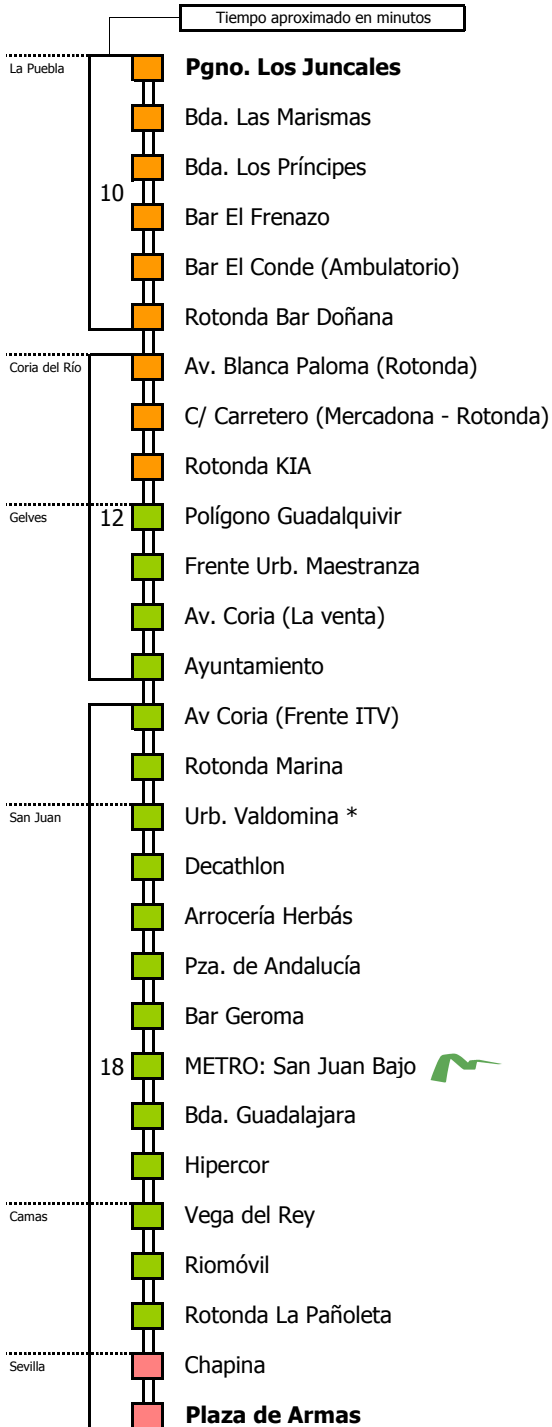 Tiempo aproximado en minutos
La Puebla
Pgno. Los Juncales
Bda. Las Marismas
Bda. Los Príncipes
10
Bar El Frenazo
Bar El Conde (Ambulatorio)
Rotonda Bar Doñana
Coria del Río
Av. Blanca Paloma (Rotonda)
C/ Carretero (Mercadona - Rotonda)
Rotonda KIA
Gelves
12
Polígono Guadalquivir
Frente Urb. Maestranza
Av. Coria (La venta)
Ayuntamiento
Av Coria (Frente ITV)
Rotonda Marina
San Juan
Urb. Valdomina *
Decathlon
Arrocería Herbás
Pza. de Andalucía
Bar Geroma
18
METRO: San Juan Bajo
Bda. Guadalajara
Hipercor
Camas
Vega del Rey
Riomóvil
Rotonda La Pañoleta
Sevilla
Chapina
Plaza de Armas